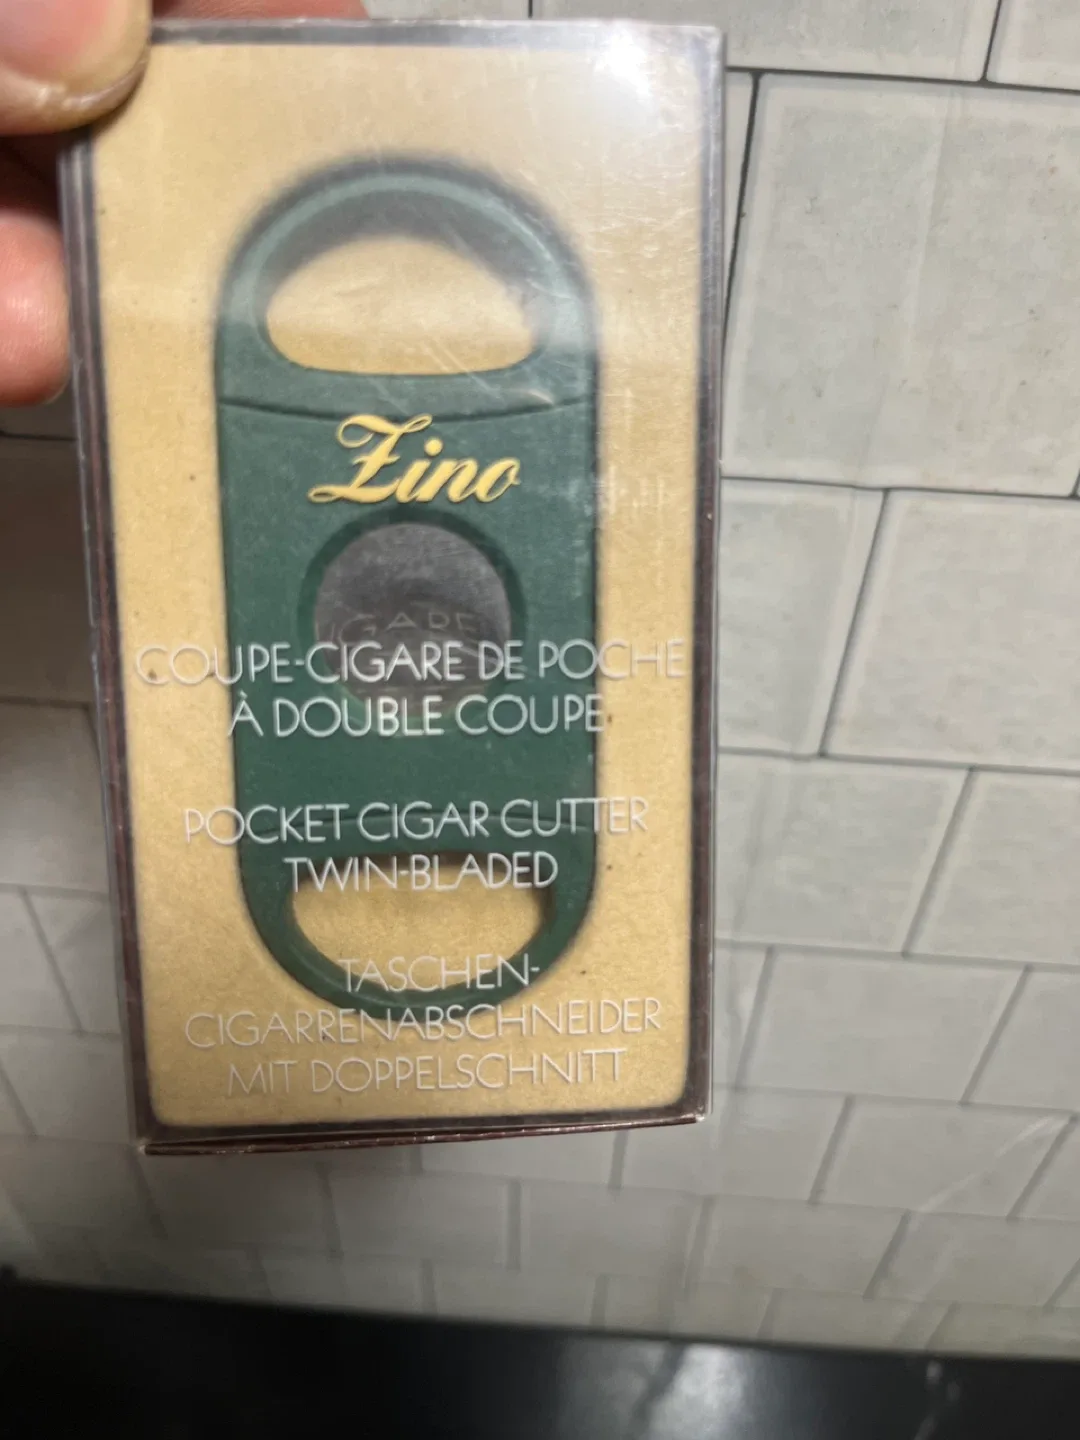 Zino
COUPE-CIGARE DE POCHE
À DOUBLE COUPE
POCKET CIGAR CUTTER
TWIN-BLADED
TASCHEN-
CIGARRENABSCHNEIDER
MIT DOPPELSCHNITT